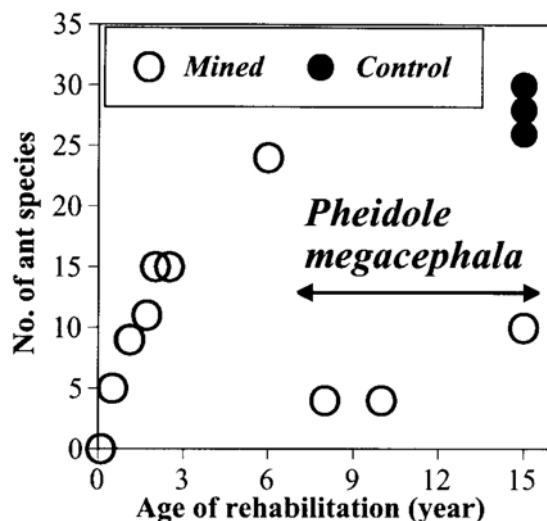 35
30
25
20
15
10
5
0
No. of ant species
Mined Control
Pheidole
megacephala
0 3 6 9 12 15
Age of rehabilitation (year)